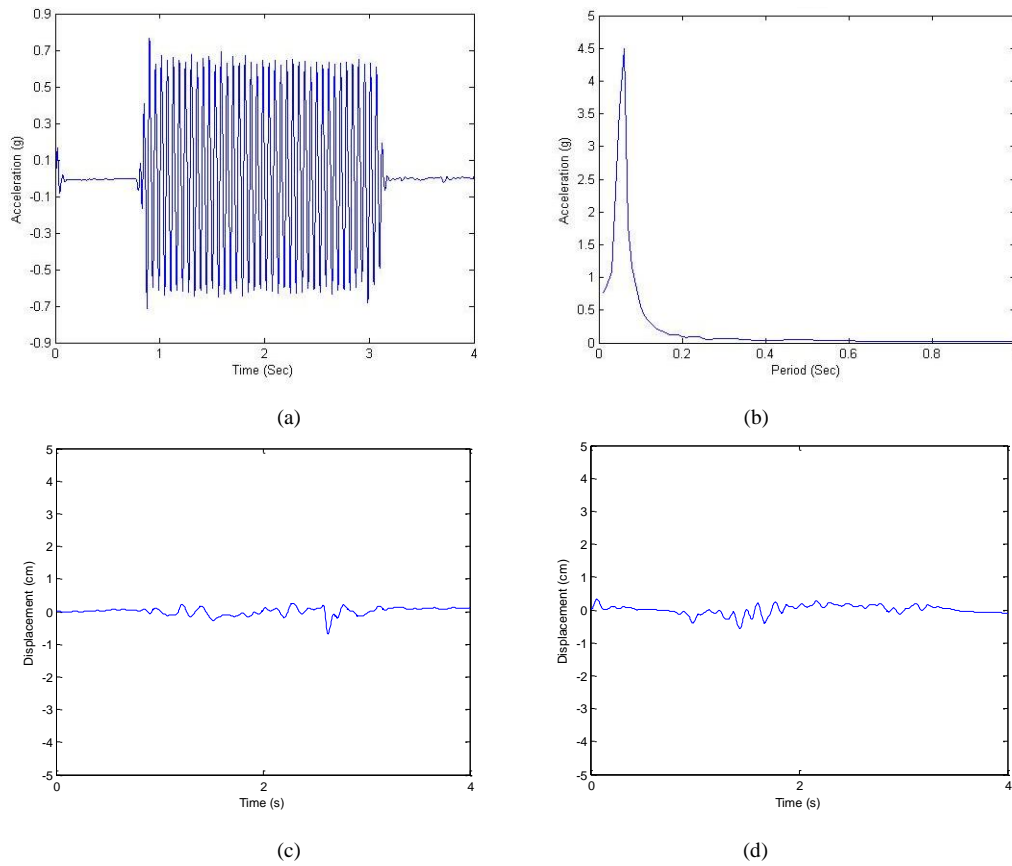 0.9
0.7
0.5
0.3
0.1
-0.1
-0.3
-0.5
-0.7
-0.9
Acceleration (g)
0 1 2 3 4
Time (Sec)
(a)
5
4.5
4
3.5
3
2.5
2
1.5
1
0.5
0
Acceleration (g)
0 0.2 0.4 0.6 0.8
Period (Sec)
(b)
5
4
3
2
1
0
-1
-2
-3
-4
-5
Displacement (cm)
0 2 4
Time (s)
(c)
5
4
3
2
1
0
-1
-2
-3
-4
-5
Displacement (cm)
0 2 4
Time (s)
(d)